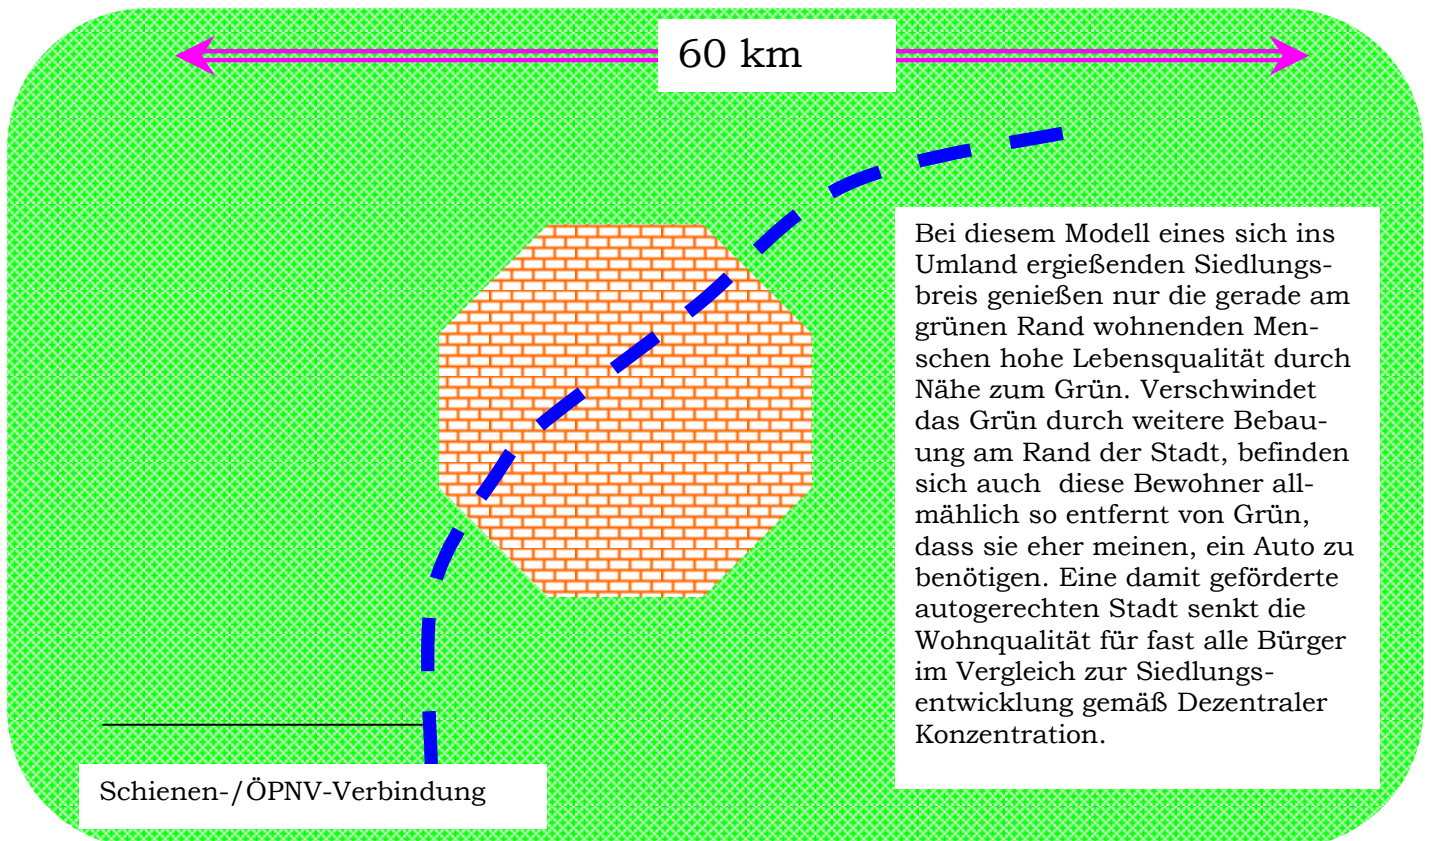 60 km
Bei diesem Modell eines sich ins
Umland ergießenden Siedlungs-
breis genießen nur die gerade am
grünen Rand wohnenden Men-
schen hohe Lebensqualität durch
Nähe zum Grün. Verschwindet
das Grün durch weitere Bebau-
ung am Rand der Stadt, befinden
sich auch  diese Bewohner all-
mählich so entfernt von Grün,
dass sie eher meinen, ein Auto zu
benötigen. Eine damit geförderte
autogerechten Stadt senkt die
Wohnqualität für fast alle Bürger
im Vergleich zur Siedlungs-
entwicklung gemäß Dezentraler
Konzentration.
Schienen-/ÖPNV-Verbindung